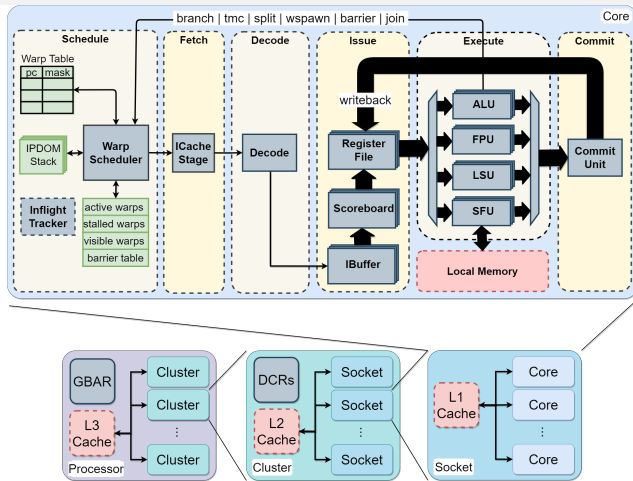 branch | tmc | split | wspawn | barrier | join
Core
Schedule
Fetch
Decode
Issue
Execute
Commit
Warp Table
pc mask
writeback
IPDOM
Stack
Warp
Scheduler
ICache
Stage
Decode
Register
File
ALU
FPU
LSU
SFU
Commit
Unit
Inflight
Tracker
active warps
stalled warps
visible warps
barrier table
Scoreboard
IBuffer
Local Memory
GBAR
L3
Cache
Cluster
Cluster
⋮
Cluster
Processor
DCRs
L2
Cache
Socket
Socket
⋮
Socket
Cluster
L1
Cache
Core
Core
⋮
Core
Socket